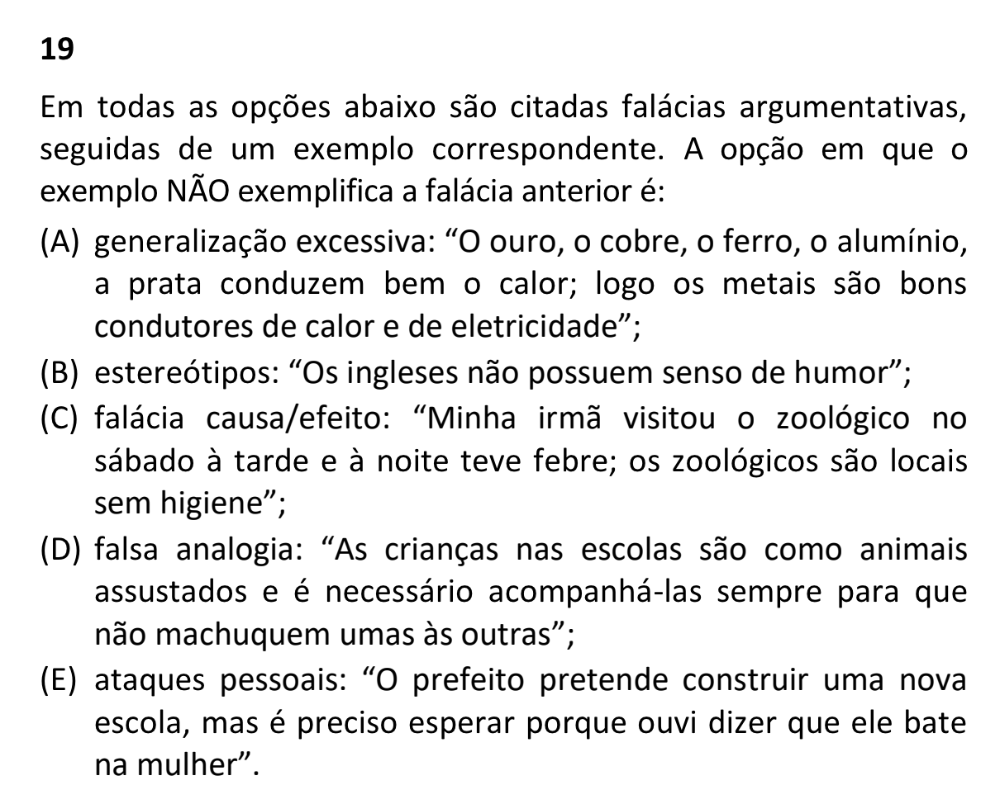 19
Em todas as opções abaixo são citadas falácias argumentativas,
seguidas de um exemplo correspondente. A opção em que o
exemplo NÃO exemplifica a falácia anterior é:
(A) generalização excessiva: “O ouro, o cobre, o ferro, o alumínio,
a prata conduzem bem o calor; logo os metais são bons
condutores de calor e de eletricidade”;
(B) estereótipos: “Os ingleses não possuem senso de humor”;
(C) falácia causa/efeito: “Minha irmã visitou o zoológico no
sábado à tarde e à noite teve febre; os zoológicos são locais
sem higiene”;
(D) falsa analogia: “As crianças nas escolas são como animais
assustados e é necessário acompanhá-las sempre para que
não machuquem umas às outras”;
(E) ataques pessoais: “O prefeito pretende construir uma nova
escola, mas é preciso esperar porque ouvi dizer que ele bate
na mulher”.